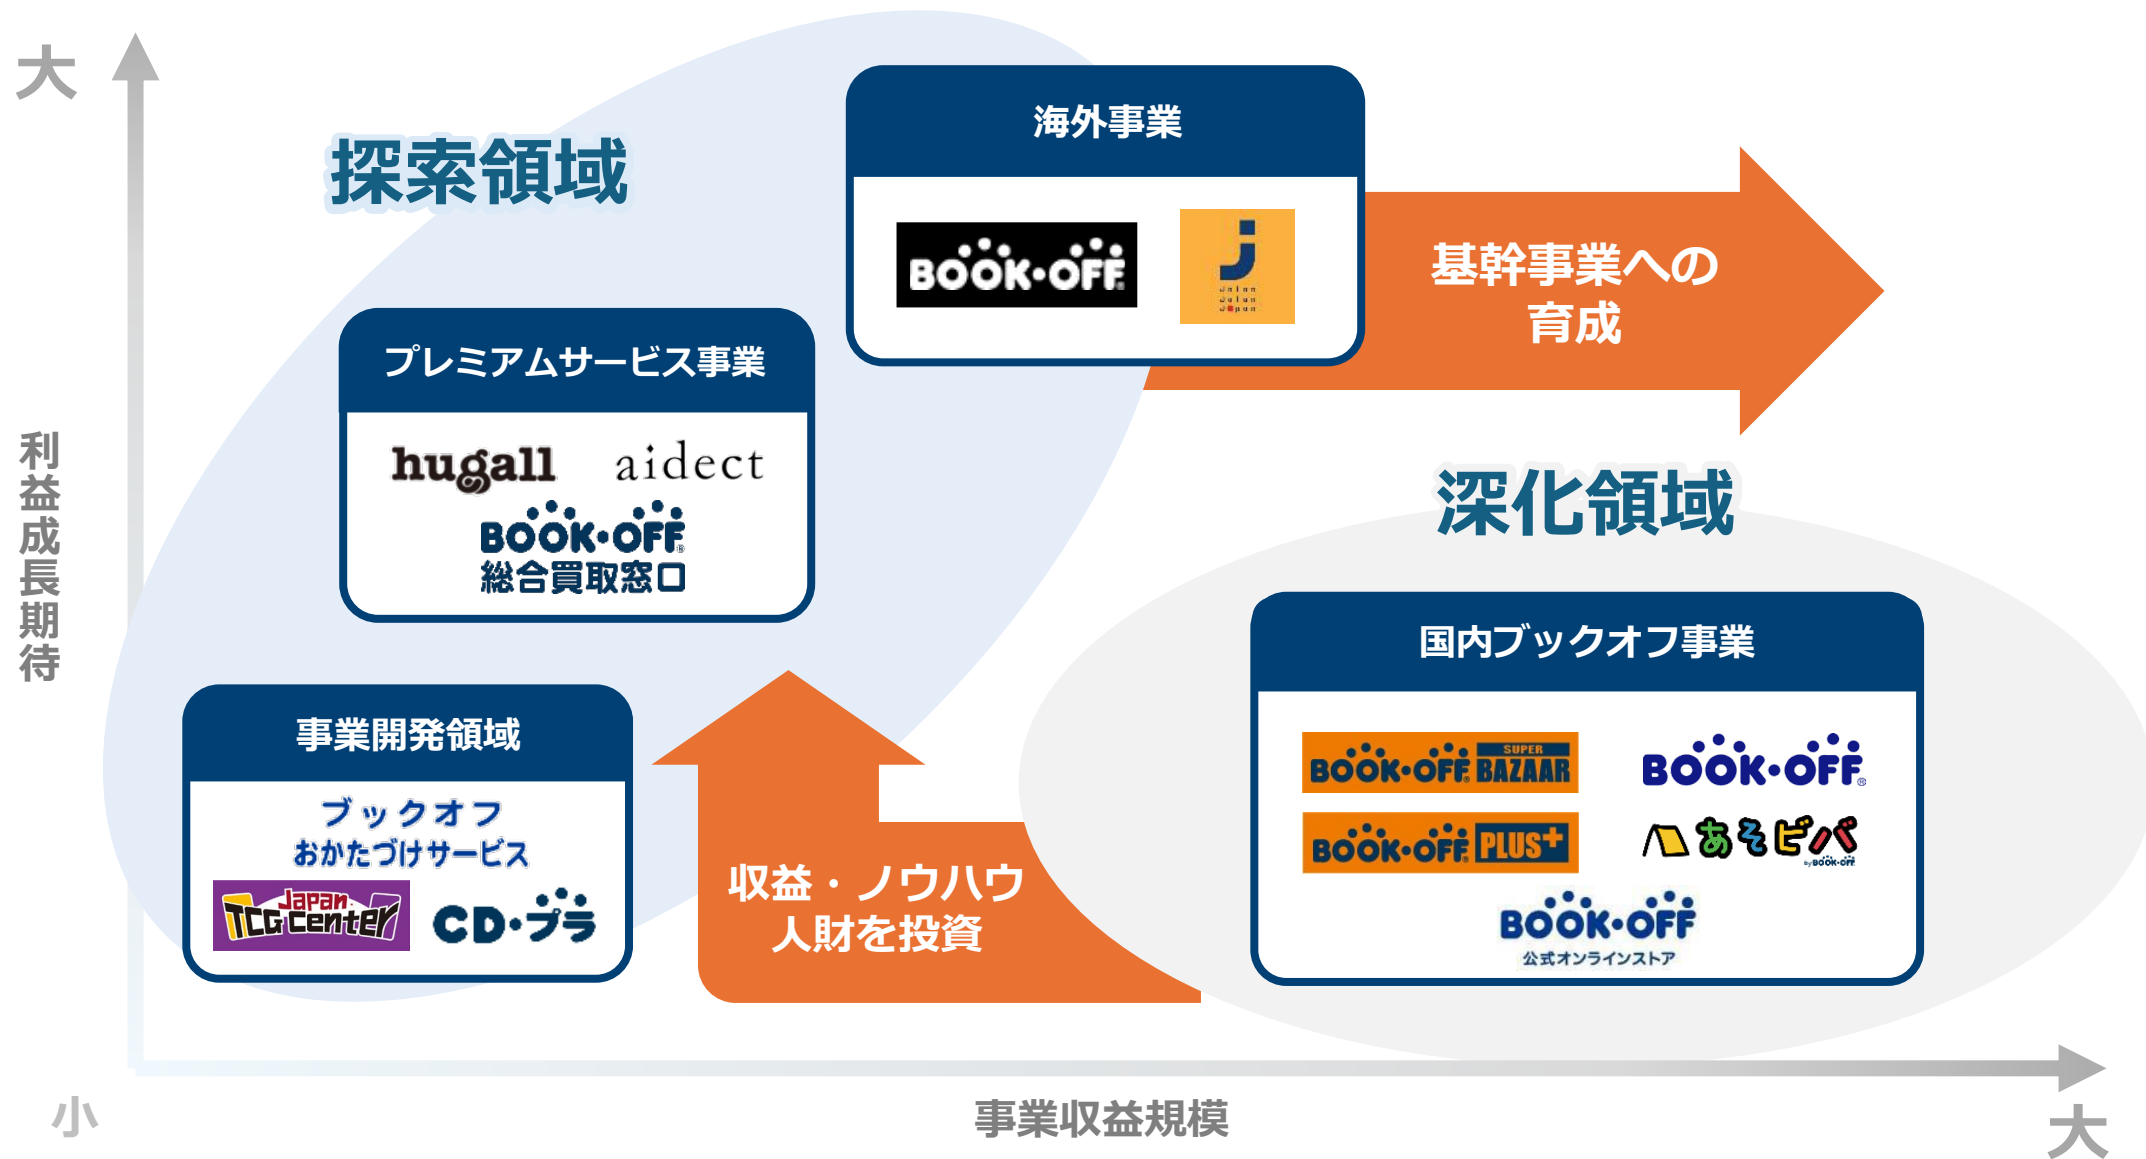 大
探索領域
海外事業
BOOK・OFF
J
Jalan
Jalan
Japan
基幹事業への
育成
プレミアムサービス事業
hugall
aidect
BOOK・OFF®
総合買取窓口
利益成長期待
深化領域
国内ブックオフ事業
BOOK・OFF SUPER BAZAAR
BOOK・OFF®
BOOK・OFF PLUS+
あそビバ
by BOOK・OFF
BOOK・OFF
公式オンラインストア
事業開発領域
ブックオフ
おかたづけサービス
Japan
TCG Center
CD・プラ
収益・ノウハウ
人財を投資
小
事業収益規模
大